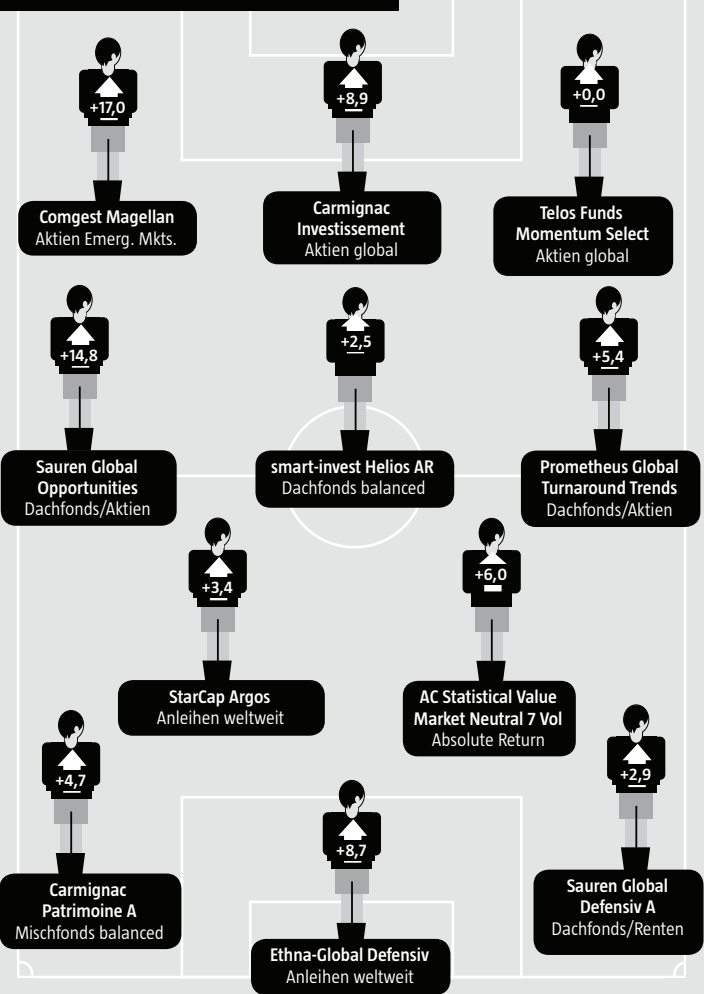 +17,0
Comgest Magellan
Aktien Emerg. Mkts.
+8,9
Carmignac
Investissement
Aktien global
+0,0
Telos Funds
Momentum Select
Aktien global
+14,8
Sauren Global
Opportunities
Dachfonds/Aktien
+2,5
smart-invest Helios AR
Dachfonds balanced
+5,4
Prometheus Global
Turnaround Trends
Dachfonds/Aktien
+3,4
StarCap Argos
Anleihen weltweit
+6,0
AC Statistical Value
Market Neutral 7 Vol
Absolute Return
+4,7
Carmignac
Patrimoine A
Mischfonds balanced
+8,7
Ethna-Global Defensiv
Anleihen weltweit
+2,9
Sauren Global
Defensiv A
Dachfonds/Renten